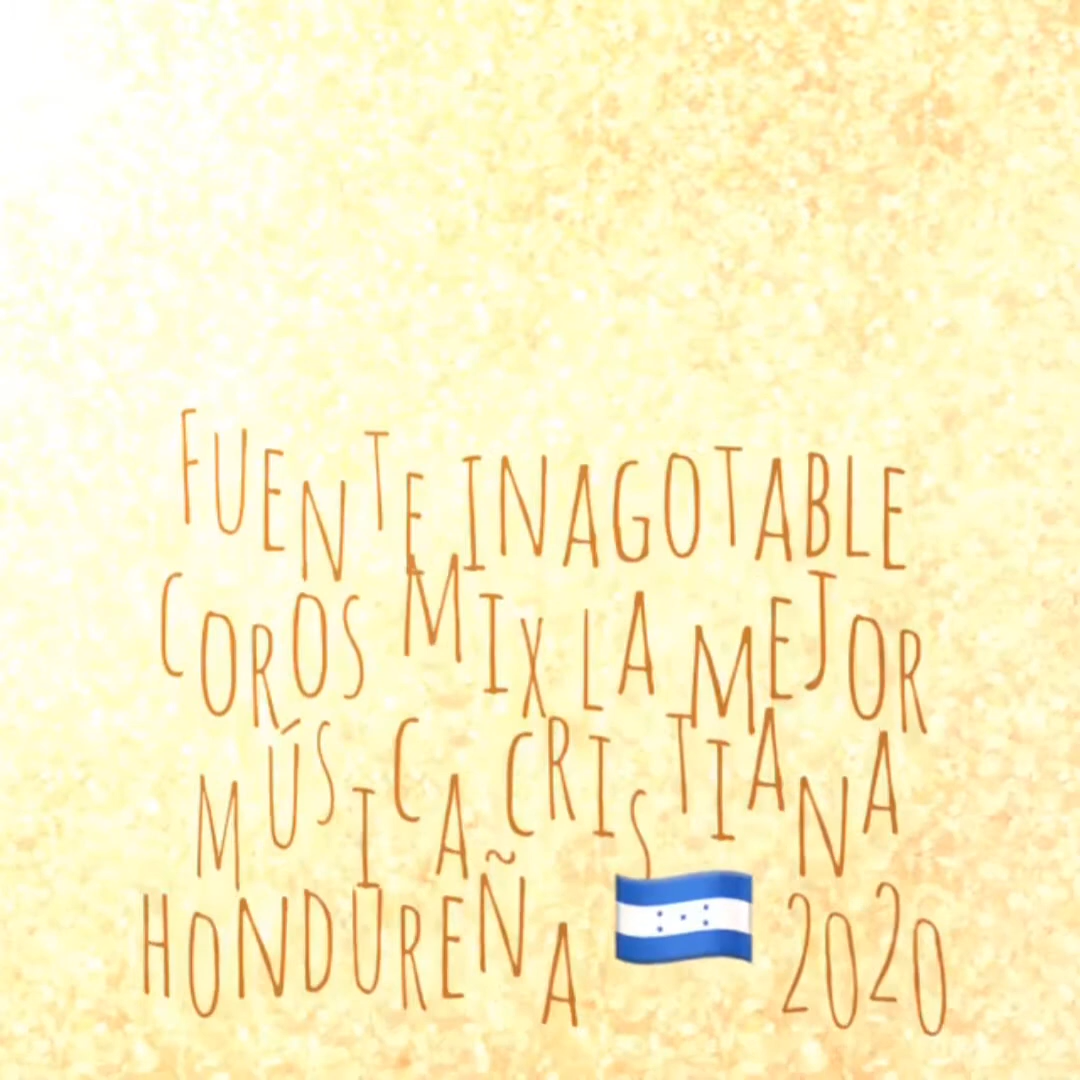 FUENTE INAGOTABLE
COROS MIX LA MEJOR
MÚSICA CRISTIANA
HONDUREÑA 🇭🇳 2020